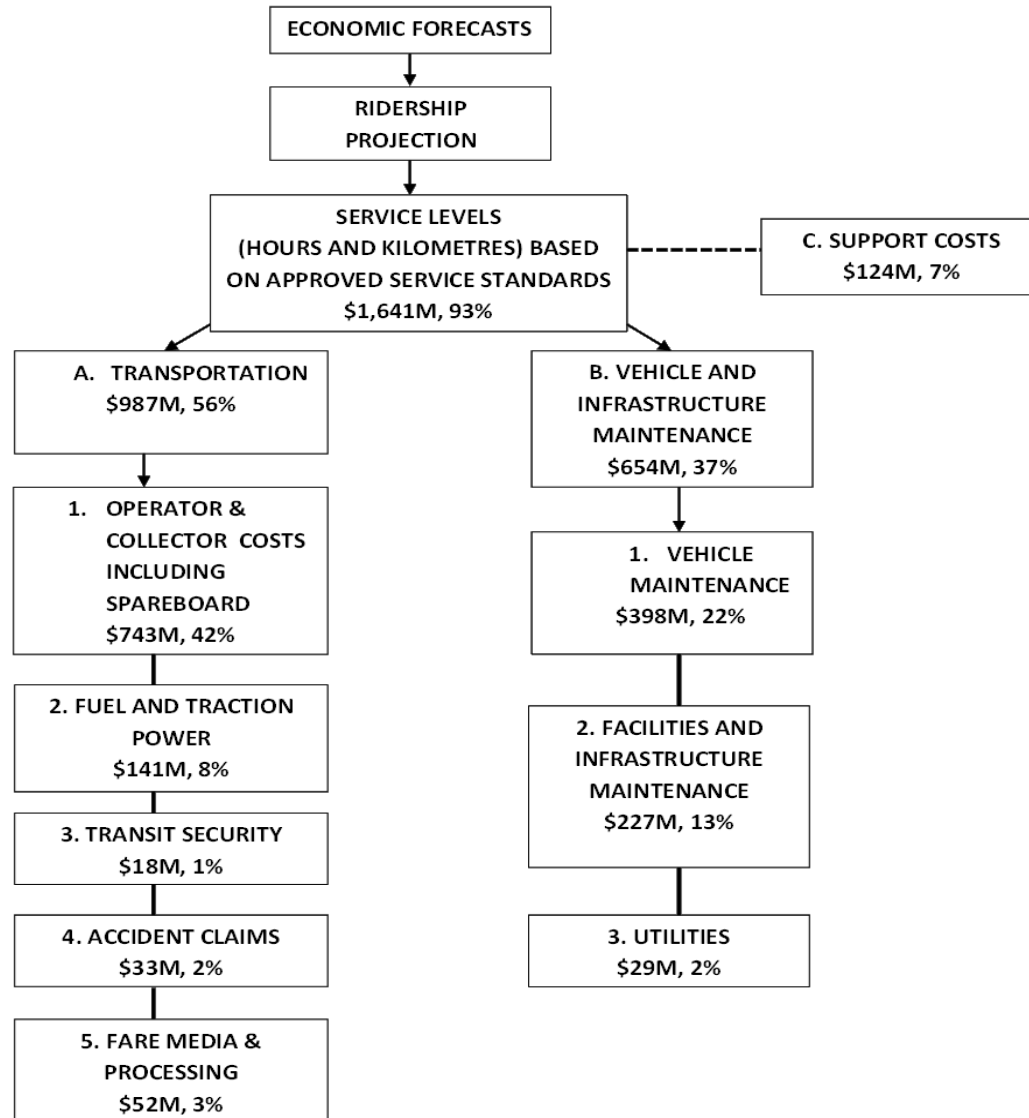 ECONOMIC FORECASTS
RIDERSHIP
PROJECTION
SERVICE LEVELS
(HOURS AND KILOMETRES) BASED
ON APPROVED SERVICE STANDARDS
$1,641M, 93%
C. SUPPORT COSTS
$124M, 7%
A. TRANSPORTATION
$987M, 56%
1. OPERATOR &
COLLECTOR COSTS
INCLUDING
SPAREBOARD
$743M, 42%
2. FUEL AND TRACTION
POWER
$141M, 8%
3. TRANSIT SECURITY
$18M, 1%
4. ACCIDENT CLAIMS
$33M, 2%
5. FARE MEDIA &
PROCESSING
$52M, 3%
B. VEHICLE AND
INFRASTRUCTURE
MAINTENANCE
$654M, 37%
1. VEHICLE
MAINTENANCE
$398M, 22%
2. FACILITIES AND
INFRASTRUCTURE
MAINTENANCE
$227M, 13%
3. UTILITIES
$29M, 2%